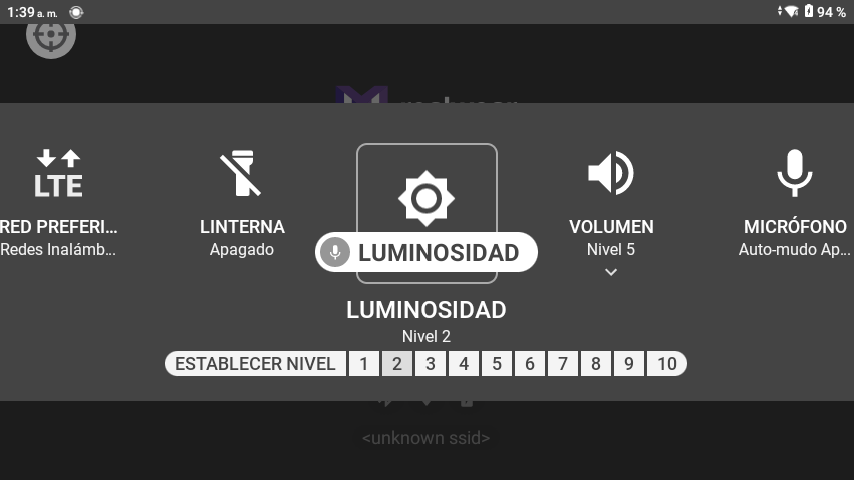 1:39 a. m.
94 %
LTE
RED PREFERI...
Redes Inalámb...
LINTERNA
Apagado
LUMINOSIDAD
VOLUMEN
Nivel 5
MICRÓFONO
Auto-mudo Ap...
LUMINOSIDAD
Nivel 2
ESTABLECER NIVEL 1 2 3 4 5 6 7 8 9 10
<unknown ssid>